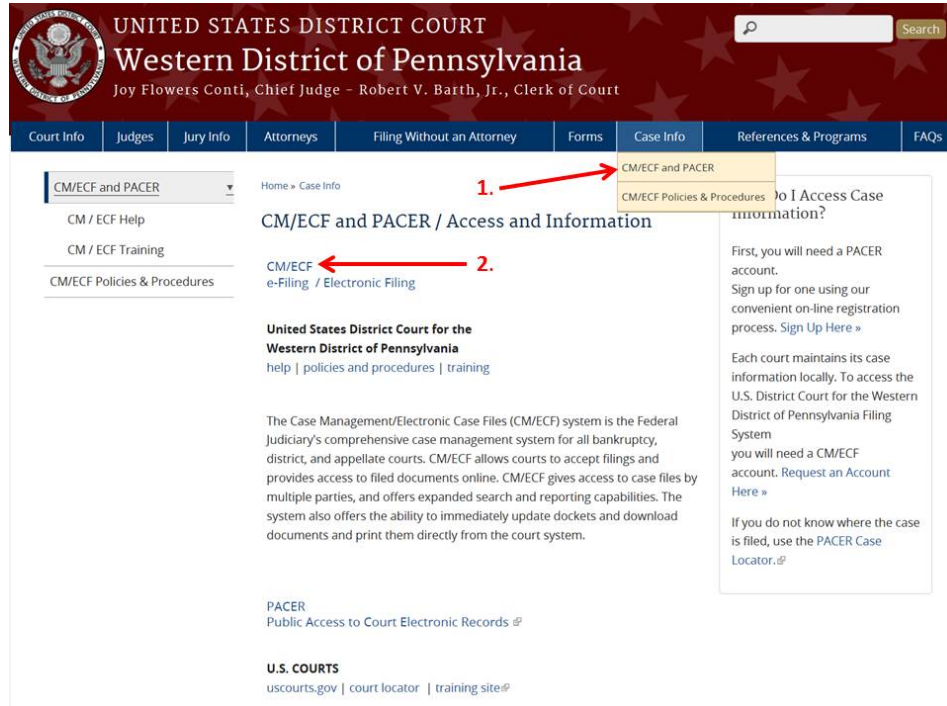 UNITED STATES DISTRICT COURT
Western District of Pennsylvania
Joy Flowers Conti, Chief Judge - Robert V. Barth, Jr., Clerk of Court
Search
Court Info
Judges
Jury Info
Attorneys
Filing Without an Attorney
Forms
Case Info
References & Programs
FAQs
CM/ECF and PACER
CM/ECF Policies & Procedures
CM/ECF and PACER
CM / ECF Help
CM / ECF Training
CM/ECF Policies & Procedures
Home » Case Info
1.
CM/ECF and PACER / Access and Information
CM/ECF
2.
e-Filing / Electronic Filing
United States District Court for the
Western District of Pennsylvania
help | policies and procedures | training
The Case Management/Electronic Case Files (CM/ECF) system is the Federal
Judiciary's comprehensive case management system for all bankruptcy,
district, and appellate courts. CM/ECF allows courts to accept filings and
provides access to filed documents online. CM/ECF gives access to case files by
multiple parties, and offers expanded search and reporting capabilities. The
system also offers the ability to immediately update dockets and download
documents and print them directly from the court system.
PACER
Public Access to Court Electronic Records
U.S. COURTS
uscourts.gov | court locator | training site
Do I Access Case
Information?
First, you will need a PACER
account.
Sign up for one using our
convenient on-line registration
process. Sign Up Here »
Each court maintains its case
information locally. To access the
U.S. District Court for the Western
District of Pennsylvania Filing
System
you will need a CM/ECF
account. Request an Account
Here »
If you do not know where the case
is filed, use the PACER Case
Locator.